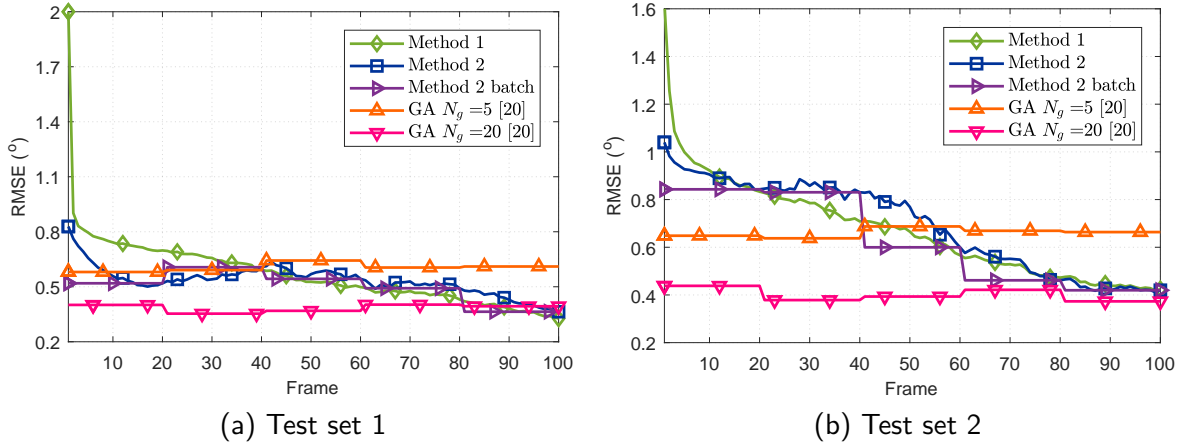 2
1.7
1.4
1.1
0.8
0.5
0.2
RMSE (°)
10 20 30 40 50 60 70 80 90 100
Frame
Method 1
Method 2
Method 2 batch
GA N_g =5 [20]
GA N_g =20 [20]
(a) Test set 1
1.6
1.4
1.2
1
0.8
0.6
0.4
0.2
RMSE (°)
10 20 30 40 50 60 70 80 90 100
Frame
Method 1
Method 2
Method 2 batch
GA N_g =5 [20]
GA N_g =20 [20]
(b) Test set 2